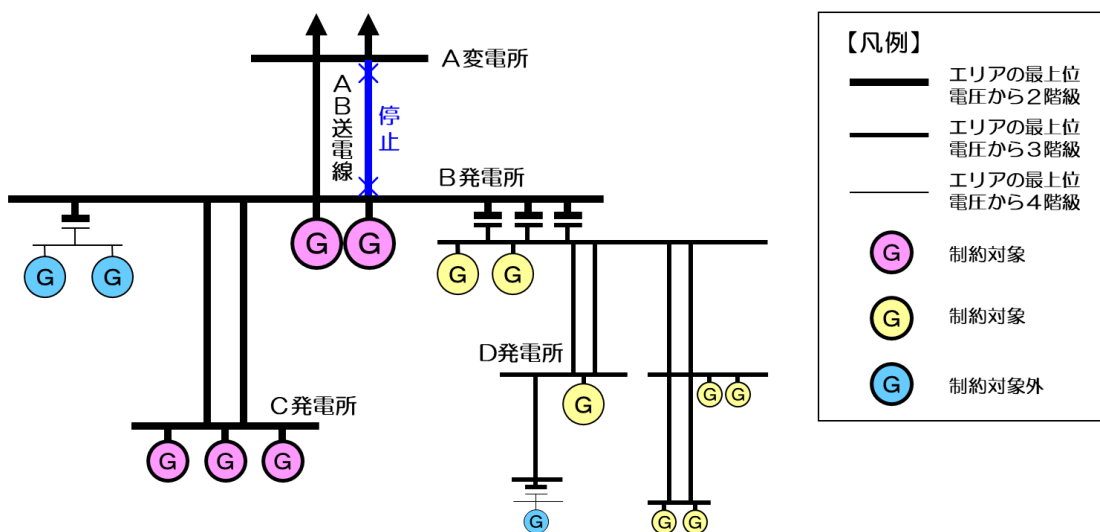 A変電所
AB送電線
停止
B発電所
G
G
G
G
G
G
D発電所
G
G
G
C発電所
G
G
G
G
G
G
【凡例】
エリアの最上位
電圧から2階級
エリアの最上位
電圧から3階級
エリアの最上位
電圧から4階級
G
制約対象
G
制約対象
G
制約対象外